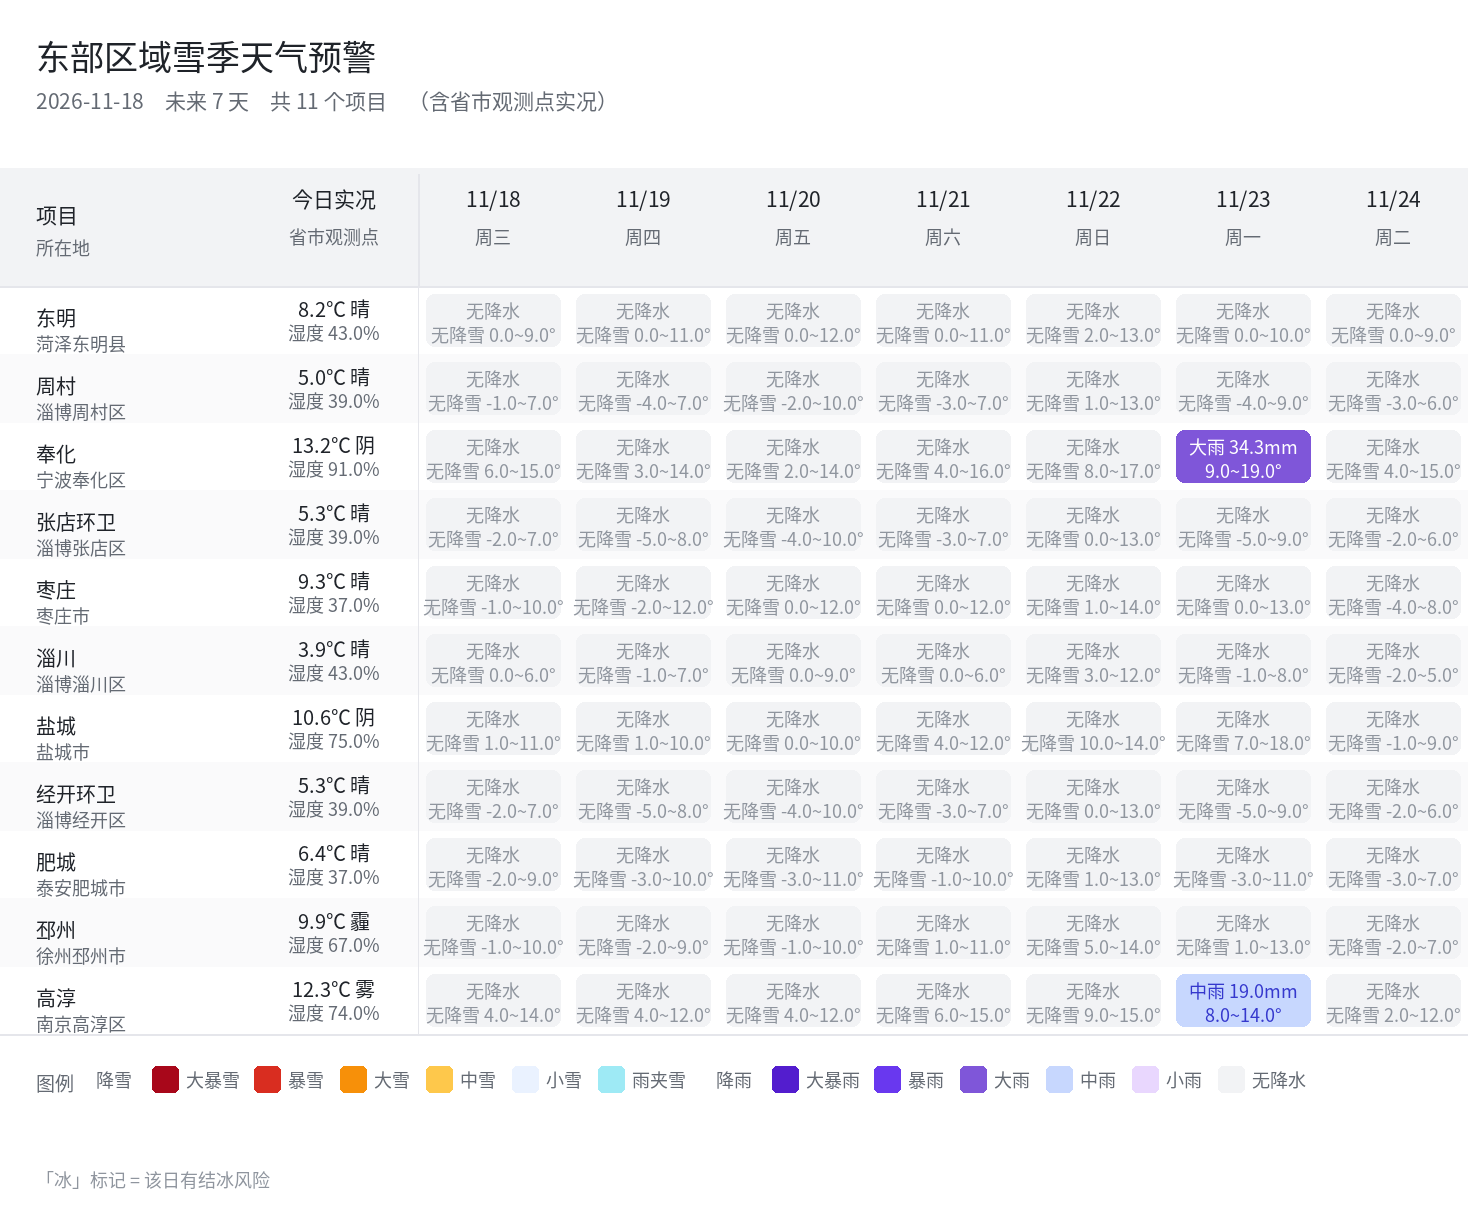 东部区域雪季天气预警
2026-11-18 未来 7 天 共 11 个项目 （含省市观测点实况）
项目 今日实况 11/18 11/19 11/20 11/21 11/22 11/23 11/24
所在地 省市观测点 周三 周四 周五 周六 周日 周一 周二
东明 8.2℃ 晴 无降水 无降水 无降水 无降水 无降水 无降水 无降水
菏泽东明县 湿度 43.0% 无降雪 0.0~9.0° 无降雪 0.0~11.0° 无降雪 0.0~12.0° 无降雪 0.0~11.0° 无降雪 2.0~13.0° 无降雪 0.0~10.0° 无降雪 0.0~9.0°
周村 5.0℃ 晴 无降水 无降水 无降水 无降水 无降水 无降水 无降水
淄博周村区 湿度 39.0% 无降雪 -1.0~7.0° 无降雪 -4.0~7.0° 无降雪 -2.0~10.0° 无降雪 -3.0~7.0° 无降雪 1.0~13.0° 无降雪 -4.0~9.0° 无降雪 -3.0~6.0°
奉化 13.2℃ 阴 无降水 无降水 无降水 无降水 无降水 大雨 34.3mm 无降水
宁波奉化区 湿度 91.0% 无降雪 6.0~15.0° 无降雪 3.0~14.0° 无降雪 2.0~14.0° 无降雪 4.0~16.0° 无降雪 8.0~17.0° 9.0~19.0° 无降雪 4.0~15.0°
张店环卫 5.3℃ 晴 无降水 无降水 无降水 无降水 无降水 无降水 无降水
淄博张店区 湿度 39.0% 无降雪 -2.0~7.0° 无降雪 -5.0~8.0° 无降雪 -4.0~10.0° 无降雪 -3.0~7.0° 无降雪 0.0~13.0° 无降雪 -5.0~9.0° 无降雪 -2.0~6.0°
枣庄 9.3℃ 晴 无降水 无降水 无降水 无降水 无降水 无降水 无降水
枣庄市 湿度 37.0% 无降雪 -1.0~10.0° 无降雪 -2.0~12.0° 无降雪 0.0~12.0° 无降雪 0.0~12.0° 无降雪 1.0~14.0° 无降雪 0.0~13.0° 无降雪 -4.0~8.0°
淄川 3.9℃ 晴 无降水 无降水 无降水 无降水 无降水 无降水 无降水
淄博淄川区 湿度 43.0% 无降雪 0.0~6.0° 无降雪 -1.0~7.0° 无降雪 0.0~9.0° 无降雪 0.0~6.0° 无降雪 3.0~12.0° 无降雪 -1.0~8.0° 无降雪 -2.0~5.0°
盐城 10.6℃ 阴 无降水 无降水 无降水 无降水 无降水 无降水 无降水
盐城市 湿度 75.0% 无降雪 1.0~11.0° 无降雪 1.0~10.0° 无降雪 0.0~10.0° 无降雪 4.0~12.0° 无降雪 10.0~14.0° 无降雪 7.0~18.0° 无降雪 -1.0~9.0°
经开环卫 5.3℃ 晴 无降水 无降水 无降水 无降水 无降水 无降水 无降水
淄博经开区 湿度 39.0% 无降雪 -2.0~7.0° 无降雪 -5.0~8.0° 无降雪 -4.0~10.0° 无降雪 -3.0~7.0° 无降雪 0.0~13.0° 无降雪 -5.0~9.0° 无降雪 -2.0~6.0°
肥城 6.4℃ 晴 无降水 无降水 无降水 无降水 无降水 无降水 无降水
泰安肥城市 湿度 37.0% 无降雪 -2.0~9.0° 无降雪 -3.0~10.0° 无降雪 -3.0~11.0° 无降雪 -1.0~10.0° 无降雪 1.0~13.0° 无降雪 -3.0~11.0° 无降雪 -3.0~7.0°
邳州 9.9℃ 霾 无降水 无降水 无降水 无降水 无降水 无降水 无降水
徐州邳州市 湿度 67.0% 无降雪 -1.0~10.0° 无降雪 -2.0~9.0° 无降雪 -1.0~10.0° 无降雪 1.0~11.0° 无降雪 5.0~14.0° 无降雪 1.0~13.0° 无降雪 -2.0~7.0°
高淳 12.3℃ 雾 无降水 无降水 无降水 无降水 无降水 中雨 19.0mm 无降水
南京高淳区 湿度 74.0% 无降雪 4.0~14.0° 无降雪 4.0~12.0° 无降雪 4.0~12.0° 无降雪 6.0~15.0° 无降雪 9.0~15.0° 8.0~14.0° 无降雪 2.0~12.0°
图例 降雪 大暴雪 暴雪 大雪 中雪 小雪 雨夹雪 降雨 大暴雨 暴雨 大雨 中雨 小雨 无降水
「冰」标记 = 该日有结冰风险